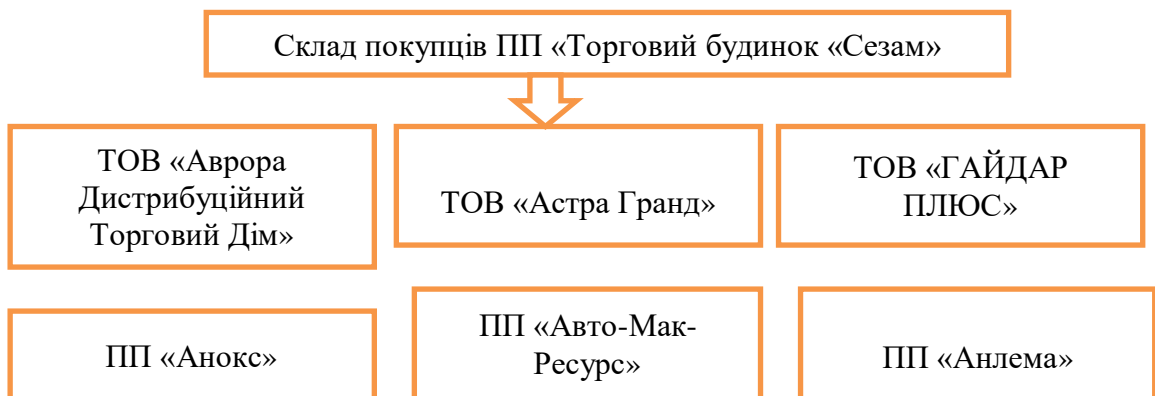 Склад покупців ПП «Торговий будинок «Сезам»
ТОВ «Аврора
Дистрибуційний
Торговий Дім»
ТОВ «Астра Гранд»
ТОВ «ГАЙДАР
ПЛЮС»
ПП «Анокс»
ПП «Авто-Мак-
Ресурс»
ПП «Анлема»